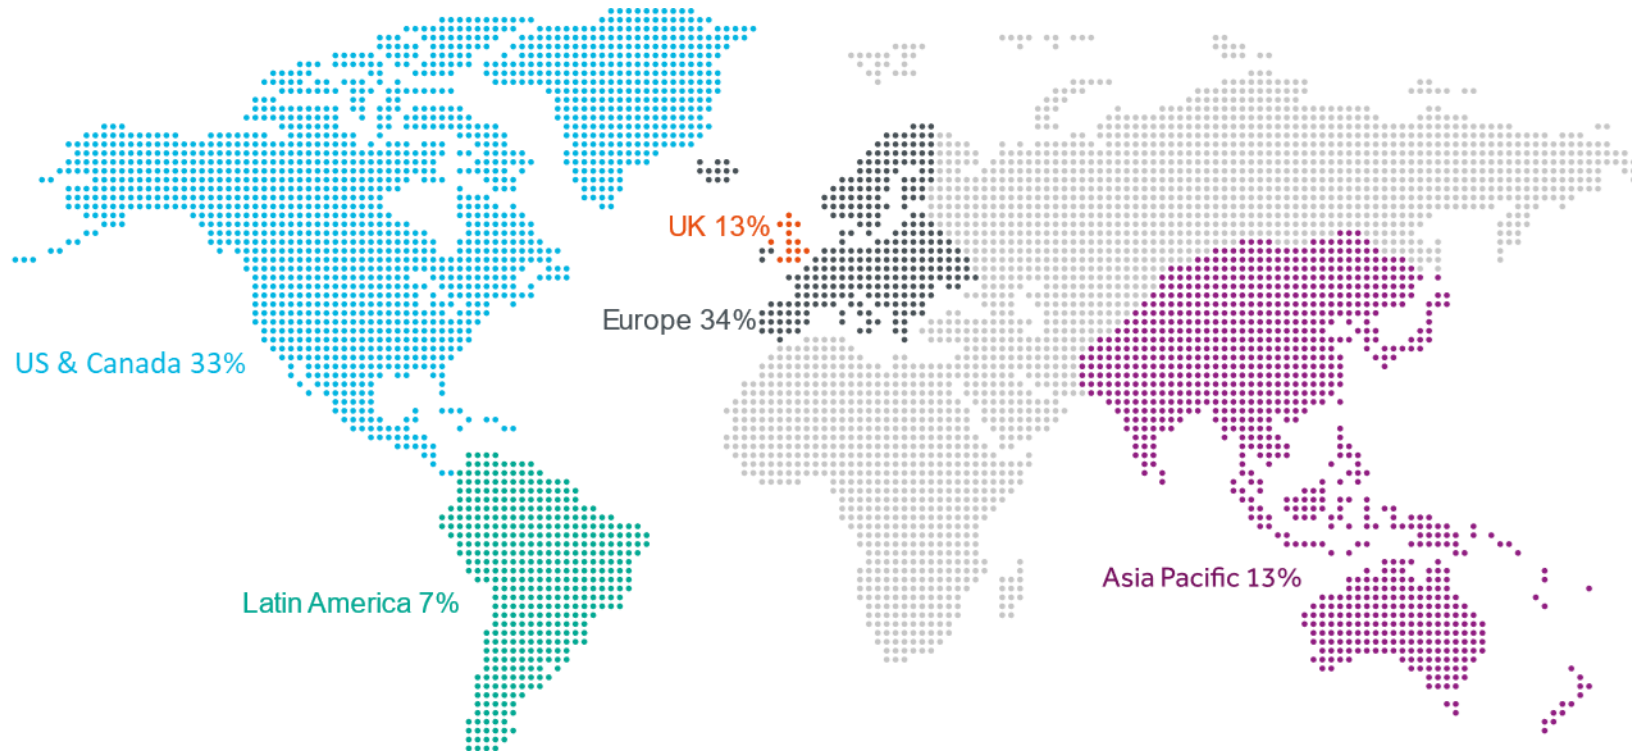 UK 13%
Europe 34%
US & Canada 33%
Asia Pacific 13%
Latin America 7%